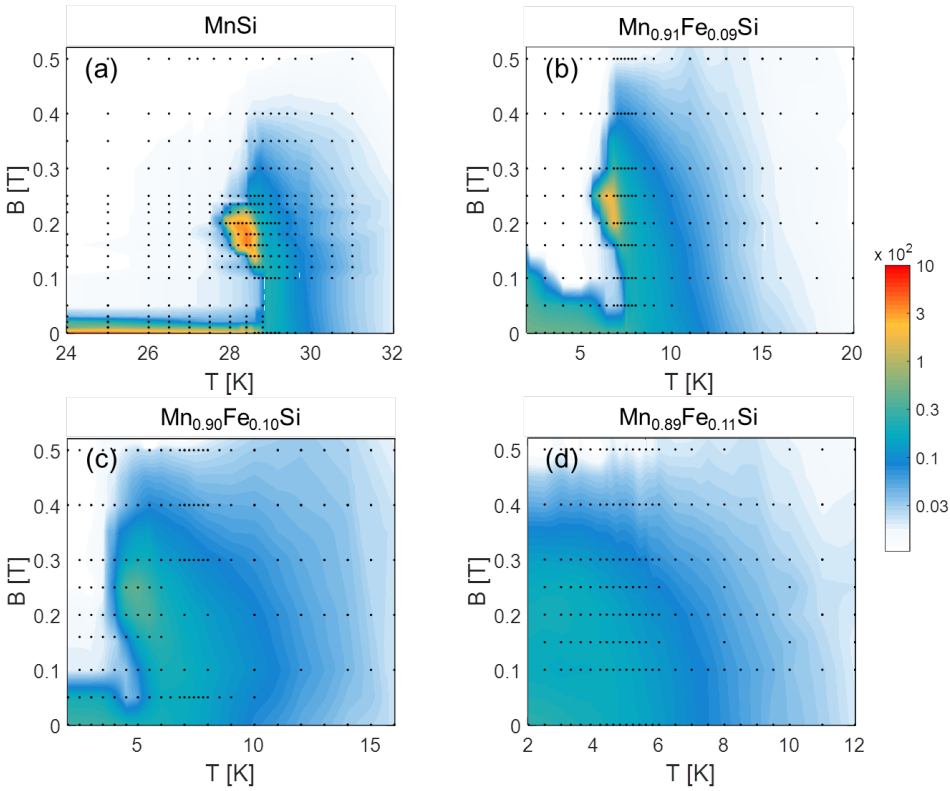 MnSi
(a)
0.5
0.4
0.3
0.2
0.1
0
B [T]
24 26 28 30 32
T [K]
Mn₀.₉₁Fe₀.₀₉Si
(b)
0.5
0.4
0.3
0.2
0.1
0
B [T]
5 10 15 20
T [K]
x 10²
10
3
1
0.3
0.1
0.03
Mn₀.₉₀Fe₀.₁₀Si
(c)
0.5
0.4
0.3
0.2
0.1
0
B [T]
5 10 15
T [K]
Mn₀.₈₉Fe₀.₁₁Si
(d)
0.5
0.4
0.3
0.2
0.1
0
B [T]
2 4 6 8 10 12
T [K]